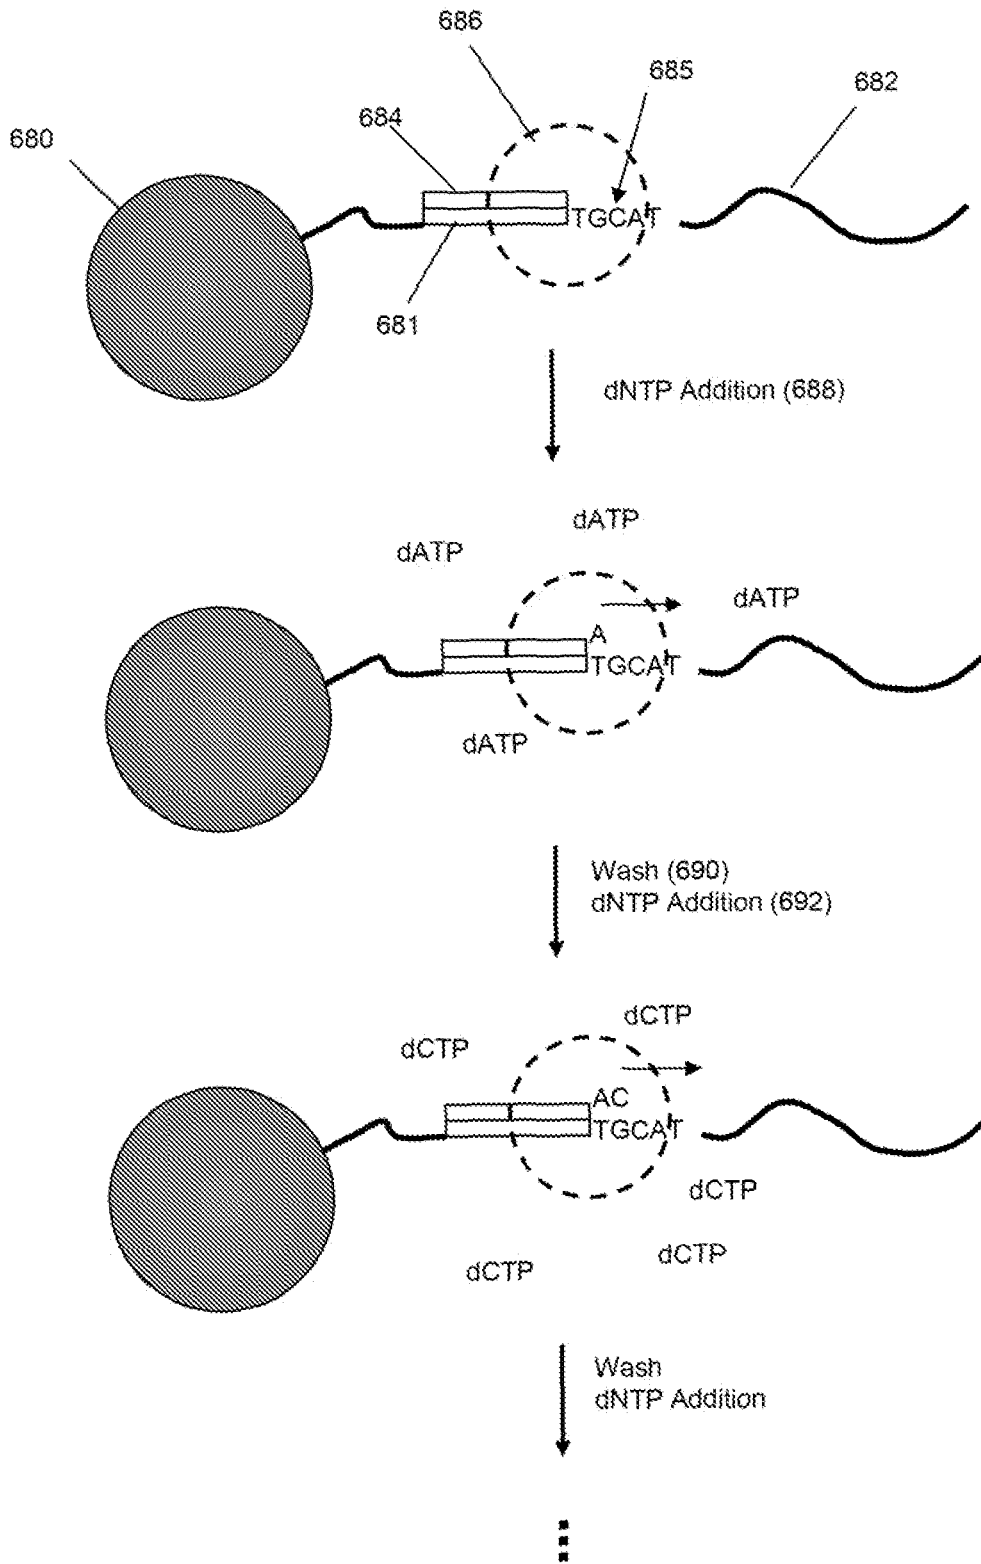 686
685
682
684
680
TGCAT
681
dNTP Addition (688)
dATP
dATP
dATP
A
TGCAT
dATP
Wash (690)
dNTP Addition (692)
dCTP
dCTP
AC
TGCAT
dCTP
dCTP
dCTP
Wash
dNTP Addition